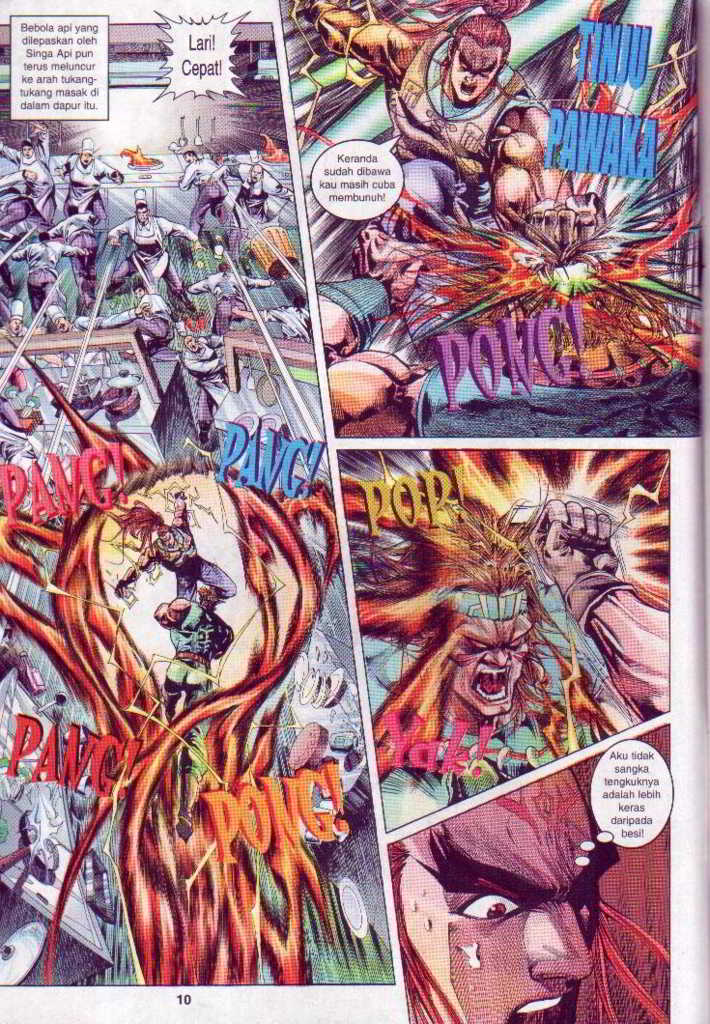 Bebola api yang
dilepaskan oleh
Singa Api pun
terus meluncur
ke arah tukang-
tukang masak di
dalam dapur itu.
Lari!
Cepat!
PANG!
PANG!
PANG!
PONG!
10
TINJU
PAWAKA
Keranda
sudah dibawa
kau masih cuba
membunuh!
PONG!
POP!
Yak!
Aku tidak
sangka
tengkuknya
adalah lebih
keras
daripada
besi!